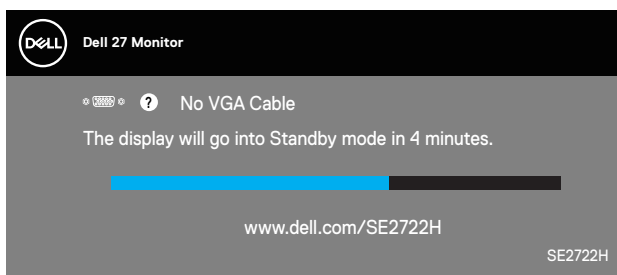 DELL
Dell 27 Monitor
? No VGA Cable
The display will go into Standby mode in 4 minutes.
www.dell.com/SE2722H
SE2722H